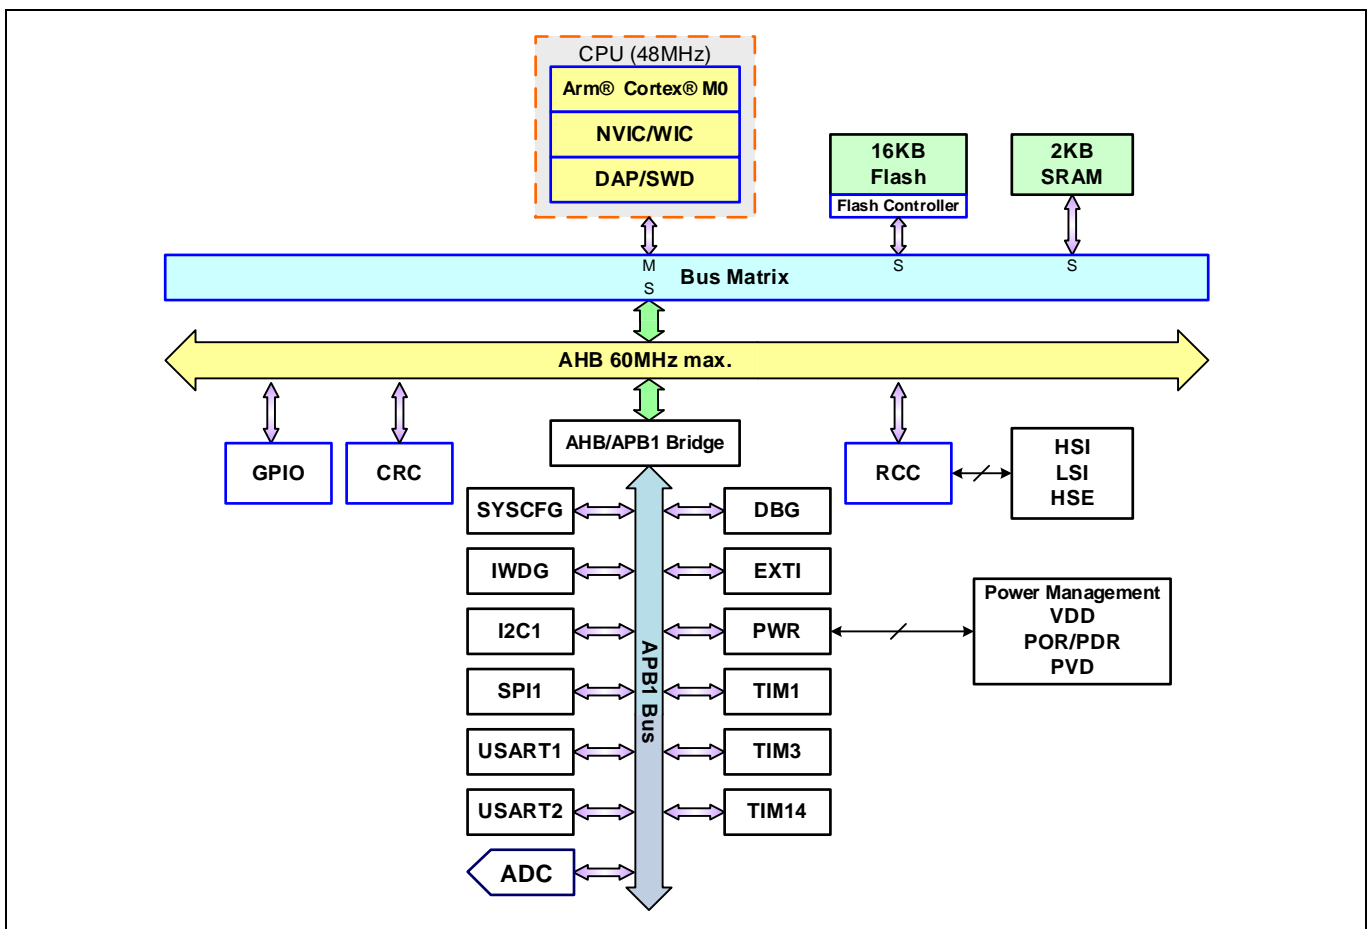 CPU (48MHz)
Arm® Cortex® M0
NVIC/WIC
DAP/SWD
16KB
Flash
Flash Controller
2KB
SRAM
M
S
S
Bus Matrix
S
AHB 60MHz max.
GPIO
CRC
AHB/APB1 Bridge
RCC
HSI
LSI
HSE
SYSCFG
DBG
IWDG
EXTI
I2C1
PWR
Power Management
VDD
POR/PDR
PVD
APB1 Bus
SPI1
TIM1
USART1
TIM3
USART2
TIM14
ADC